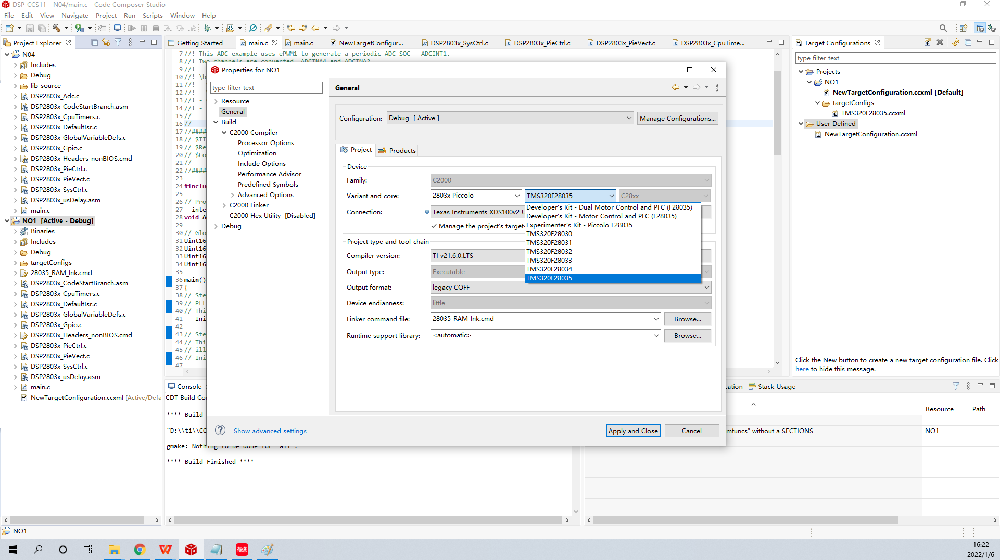 DSP_CCS11 - N04/main.c - Code Composer Studio
File Edit View Navigate Project Run Scripts Window Help
Project Explorer
N04
Includes
Debug
lib_source
DSP2803x_Adc.c
DSP2803x_CodeStartBranch.asm
DSP2803x_CpuTimers.c
DSP2803x_DefaultIsr.c
DSP2803x_GlobalVariableDefs.c
DSP2803x_Gpio.c
DSP2803x_Headers_nonBIOS.cmd
DSP2803x_PieCtrl.c
DSP2803x_PieVect.c
DSP2803x_SysCtrl.c
DSP2803x_usDelay.asm
main.c
NO1 [Active - Debug]
Binaries
Includes
Debug
targetConfigs
28035_RAM_lnk.cmd
DSP2803x_CodeStartBranch.asm
DSP2803x_CpuTimers.c
DSP2803x_DefaultIsr.c
DSP2803x_GlobalVariableDefs.c
DSP2803x_Gpio.c
DSP2803x_Headers_nonBIOS.cmd
DSP2803x_PieCtrl.c
DSP2803x_PieVect.c
DSP2803x_SysCtrl.c
DSP2803x_usDelay.asm
main.c
NewTargetConfiguration.ccxml [Active/Defa
Getting Started main.c main.c NewTargetConfigur... DSP2803x_SysCtrl.c DSP2803x_PieCtrl.c DSP2803x_PieVect.c DSP2803x_CpuTime...
7 //! This ADC example uses ePWM1 to generate a periodic ADC SOC - ADCINT1.
8 //! Two channels are converted, ADCINA4 and ADCINA2.
9 //!
10 //! \b
11 //! -
12 //! -
13 //! -
14 //! -
15 //
16 //
17 //####
18 // $TI
19 // $Re
20 // $Co
21 //
22 //####
23
24 #includ
25
26 // Pro
27 __inte
28 void A
29
30 // Glo
31 Uint16
32 Uint16
33 Uint16
34 Uint16
35
36 main()
37 {
38 // Ste
39 // PLL
40 // Thi
41 Ini
42
43 // Ste
44 // Thi
45 // ill
46 // Ini
47
Properties for NO1
type filter text
Resource
General
Build
C2000 Compiler
Processor Options
Optimization
Include Options
Performance Advisor
Predefined Symbols
Advanced Options
C2000 Linker
C2000 Hex Utility [Disabled]
Debug
General
Configuration: Debug [ Active ] Manage Configurations...
Project Products
Device
Family: C2000
Variant and core: 2803x Piccolo TMS320F28035 C28xx
Connection: Texas Instruments XDS100v2 U
Manage the project's target-
Developer's Kit - Dual Motor Control and PFC (F28035)
Developer's Kit - Motor Control and PFC (F28035)
Experimenter's Kit - Piccolo F28035
TMS320F28030
TMS320F28031
TMS320F28032
TMS320F28033
TMS320F28034
TMS320F28035
Project type and tool-chain
Compiler version: TI v21.6.0.LTS
Output type: Executable
Output format: legacy COFF
Device endianness: little
Linker command file: 28035_RAM_lnk.cmd Browse...
Runtime support library: <automatic> Browse...
Show advanced settings
Apply and Close Cancel
Target Configurations
type filter text
Projects
NO1
NewTargetConfiguration.ccxml [Default]
targetConfigs
TMS320F28035.ccxml
User Defined
NewTargetConfiguration.ccxml
Click the New button to create a new target configuration file. Click
here to hide this message.
Console
CDT Build Co
**** Build
"D:\\ti\\CC
gmake: Nothing to be done for 'all'.
**** Build Finished ****
cation Stack Usage
Resource Path
mfuncs" without a SECTIONS NO1
NO1
有道
16:22
2022/1/6